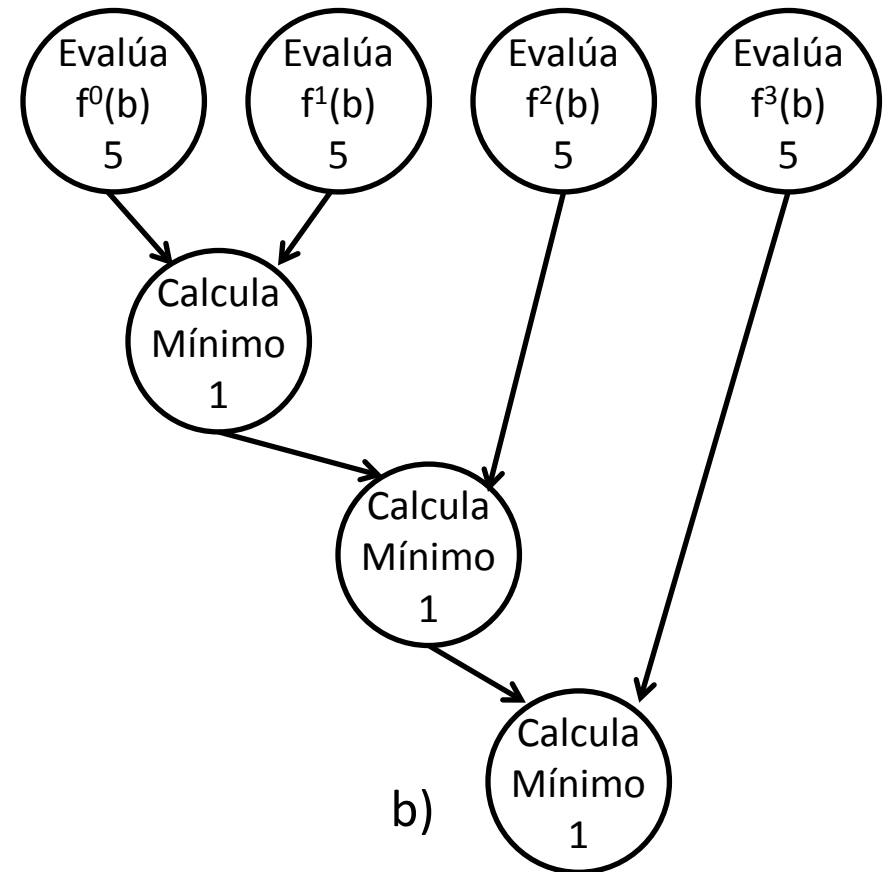 Evalúa
f⁰(b)
5
Evalúa
f¹(b)
5
Evalúa
f²(b)
5
Evalúa
f³(b)
5
Calcula
Mínimo
1
Calcula
Mínimo
1
Calcula
Mínimo
1
b)